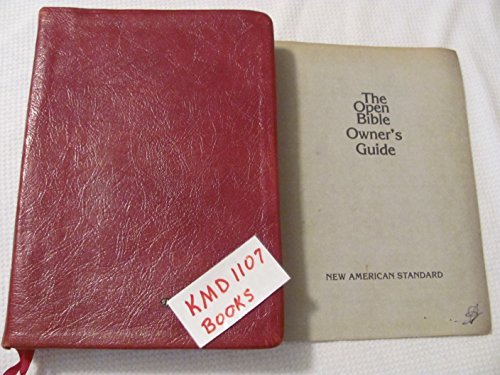 KMD 1107
BOOKS
The
Open
Bible
Owner's
Guide
NEW AMERICAN STANDARD